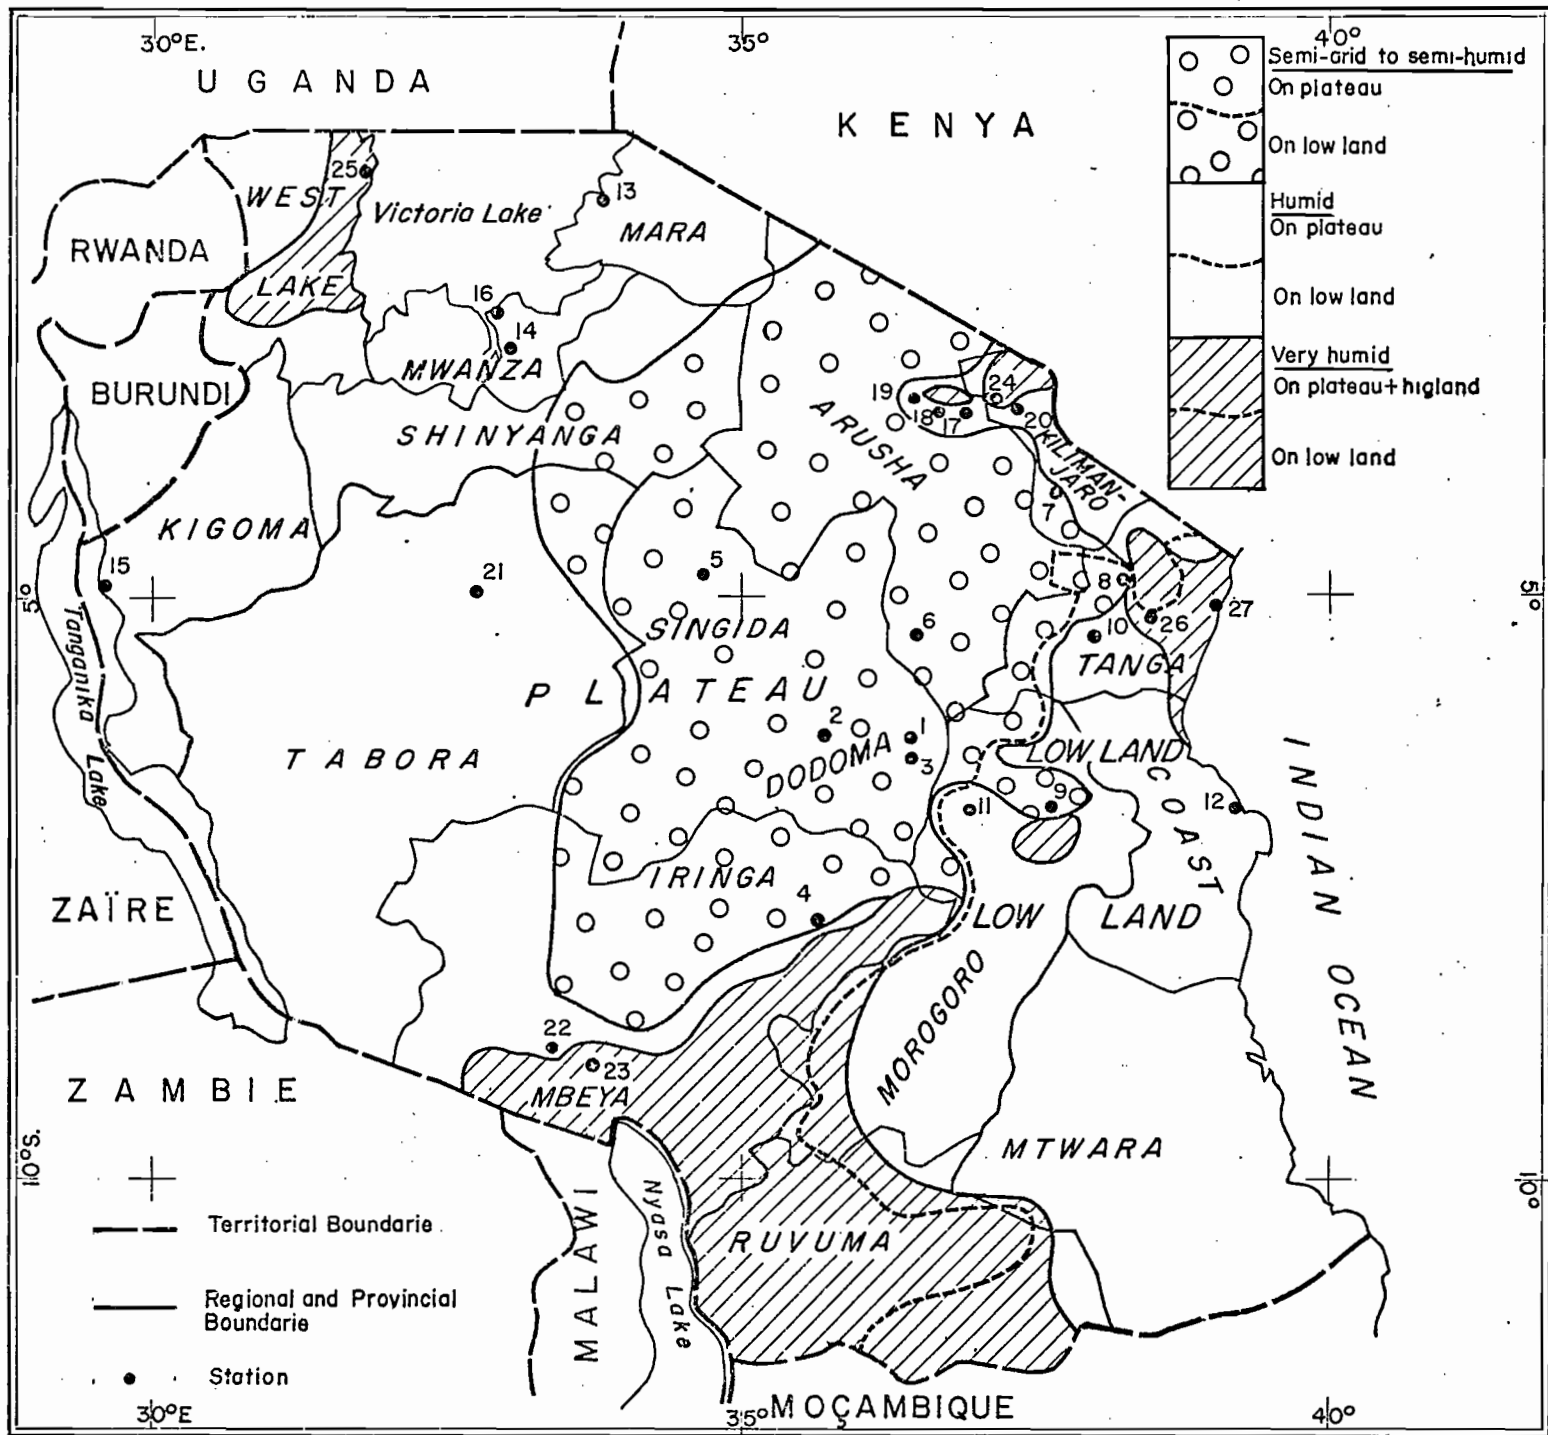 30°E.
35°
40°
UGANDA
KENYA
Semi-arid to semi-humid
On plateau
On low land
Humid
On plateau
On low land
Very humid
On plateau+higland
On low land
25
WEST
Victoria Lake
13
MARA
RWANDA
LAKE
16
14
MWANZA
BURUNDI
SHINYANGA
19
18
17
24
20
ARUSHA
KILIMAN-
JARO
7
KIGOMA
15
21
5
8
27
5°
5°
Tanganika
Lake
SINGIDA
6
10
26
TANGA
PLATEAU
2
1
3
DODOMA
TABORA
LOW LAND
COAST
9
11
12
INDIAN OCEAN
IRINGA
4
ZAÏRE
LOW LAND
MOROGORO
22
23
MBEYA
ZAMBIE
MTWARA
10°S.
10°
MALAWI
Nyasa Lake
RUVUMA
Territorial Boundarie
Regional and Provincial
Boundarie
Station
30°E
35°
MOÇAMBIQUE
40°